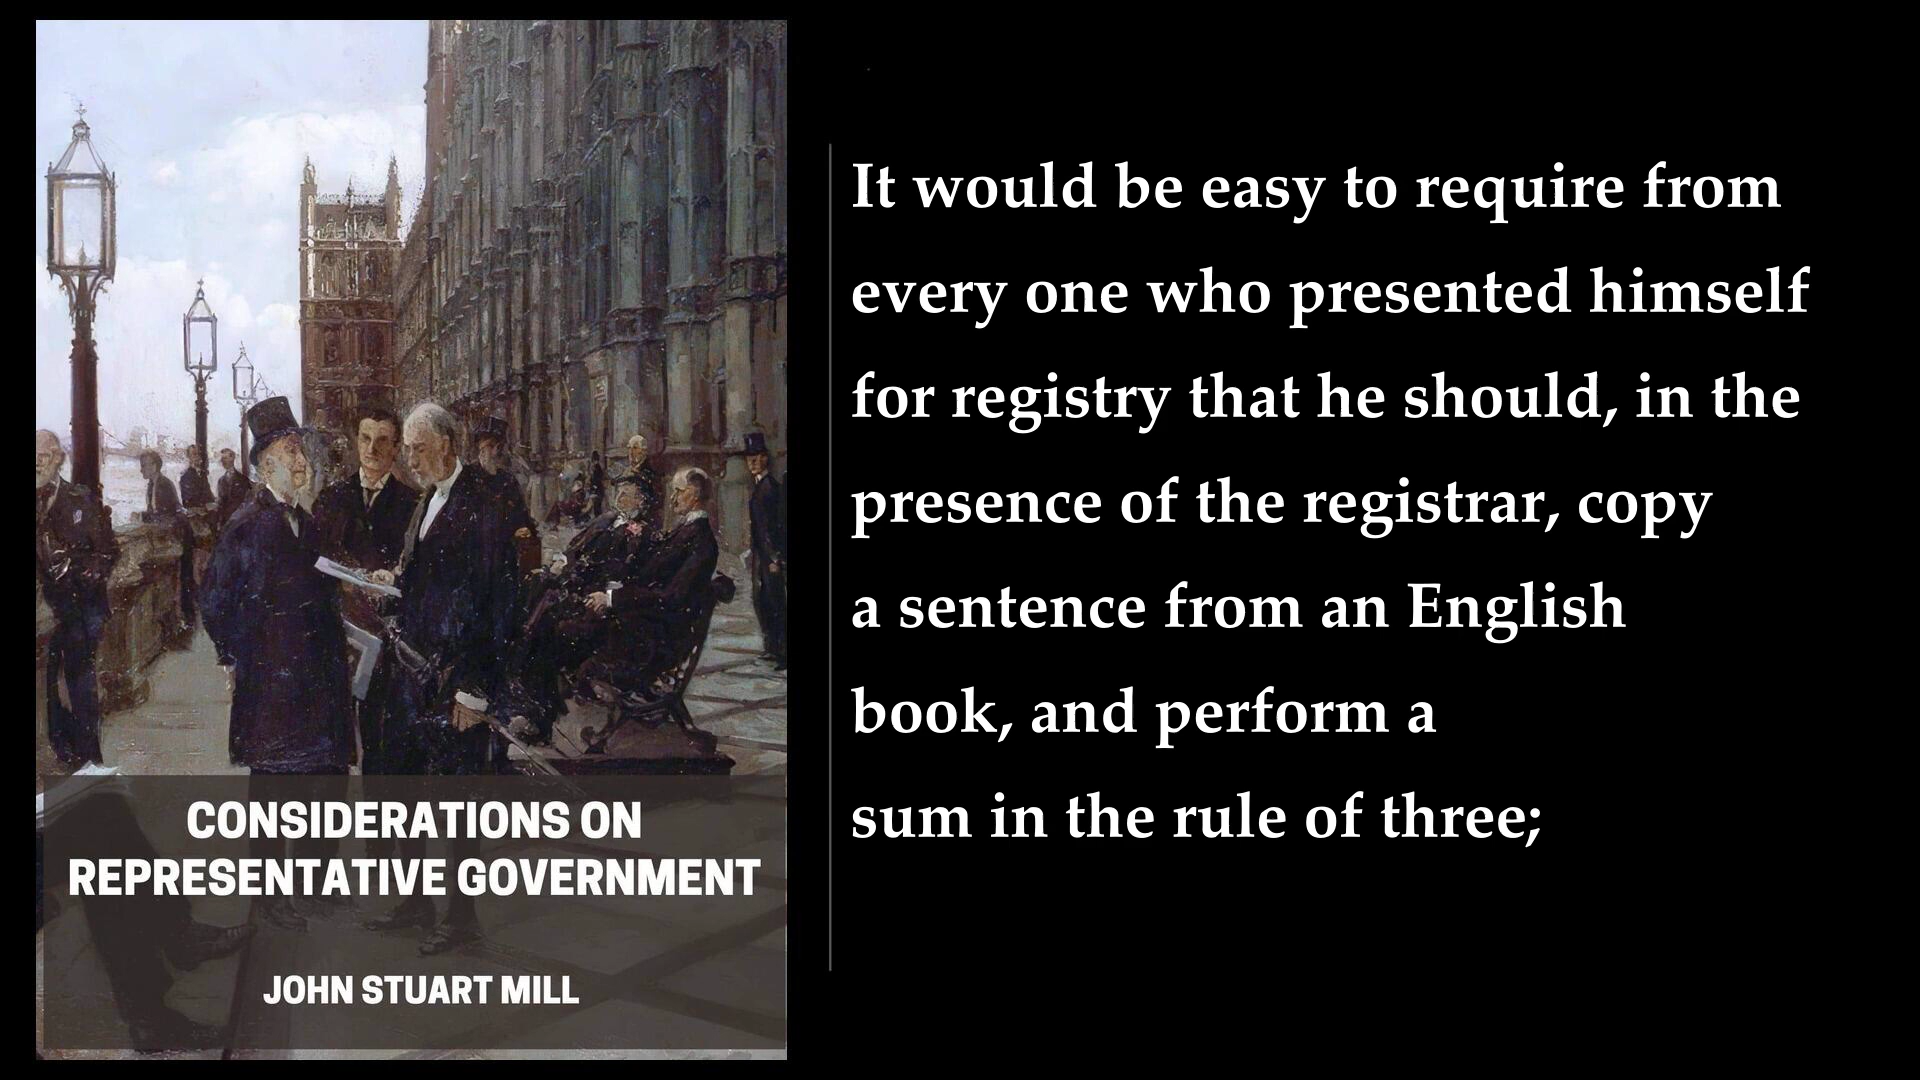 CONSIDERATIONS ON
REPRESENTATIVE GOVERNMENT
JOHN STUART MILL
It would be easy to require from
every one who presented himself
for registry that he should, in the
presence of the registrar, copy
a sentence from an English
book, and perform a
sum in the rule of three;